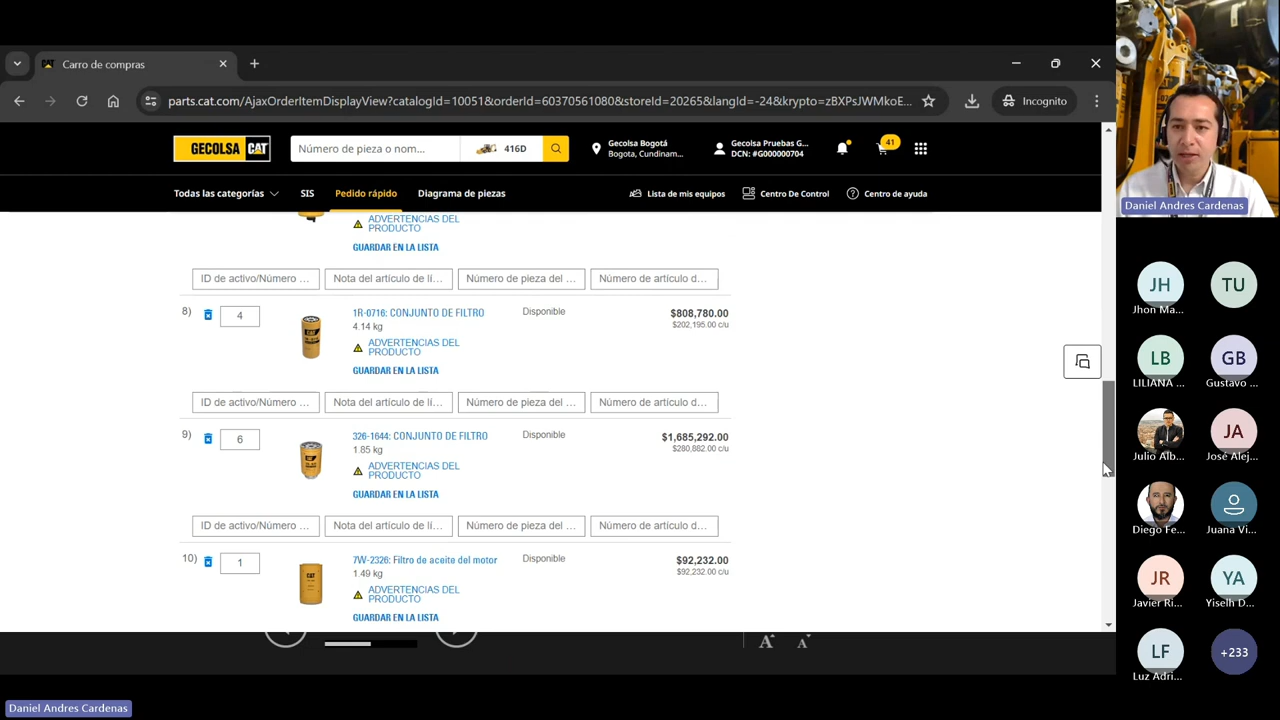 Carro de compras
parts.cat.com/AjaxOrderItemDisplayView?catalogId=10051&orderId=60370561080&storeId=20265&langId=-24&krypto=zBXPsJWMkoE...
Incognito
GECOLSA CAT
Número de pieza o nom...
416D
Gecolsa Bogotá
Bogota, Cundinam...
Gecolsa Pruebas G...
DCN: #G000000704
41
Todas las categorías
SIS
Pedido rápido
Diagrama de piezas
Lista de mis equipos
Centro De Control
Centro de ayuda
ADVERTENCIAS DEL
PRODUCTO
GUARDAR EN LA LISTA
ID de activo/Número ...
Nota del artículo de lí...
Número de pieza del ...
Número de artículo d...
8)
4
1R-0716: CONJUNTO DE FILTRO
4.14 kg
ADVERTENCIAS DEL
PRODUCTO
GUARDAR EN LA LISTA
Disponible
$808,780.00
$202,195.00 c/u
ID de activo/Número ...
Nota del artículo de lí...
Número de pieza del ...
Número de artículo d...
9)
6
326-1644: CONJUNTO DE FILTRO
1.85 kg
ADVERTENCIAS DEL
PRODUCTO
GUARDAR EN LA LISTA
Disponible
$1,685,292.00
$280,882.00 c/u
ID de activo/Número ...
Nota del artículo de lí...
Número de pieza del ...
Número de artículo d...
10)
1
7W-2326: Filtro de aceite del motor
1.49 kg
ADVERTENCIAS DEL
PRODUCTO
GUARDAR EN LA LISTA
Disponible
$92,232.00
$92,232.00 c/u
A
A
Daniel Andres Cardenas
Daniel Andres Cardenas
JH
Jhon Ma...
TU
LB
LILIANA ...
GB
Gustavo ...
Julio Alb...
JA
José Alej...
Diego Fe...
Juana Vi...
JR
Javier Ri...
YA
Yiselh D...
LF
Luz Adri...
+233